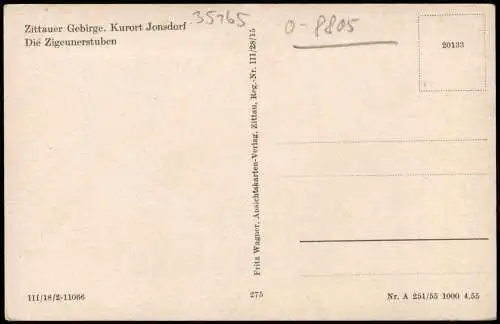 35765
0-8805
Zittauer Gebirge. Kurort Jonsdorf
Die Zigeunerstuben
20133
Fritz Wagner, Ansichtskarten-Verlag, Zittau, Reg.-Nr. III/28/15
III/18/2-11066
275
Nr. A 251/55 1000 4,55